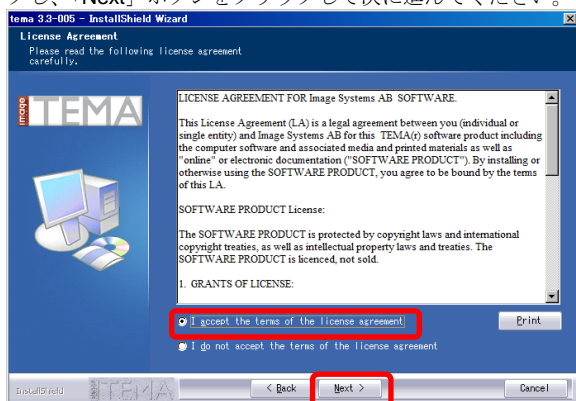 クし、「Next」ボタンをクリックして次に進んでください。
tema 3.3-005 - InstallShield Wizard
License Agreement
Please read the following license agreement
carefully.
image TEMA
LICENSE AGREEMENT FOR Image Systems AB SOFTWARE.
This License Agreement (LA) is a legal agreement between you (individual or
single entity) and Image Systems AB for this TEMA(r) software product including
the computer software and associated media and printed materials as well as
"online" or electronic documentation ("SOFTWARE PRODUCT"). By installing or
otherwise using the SOFTWARE PRODUCT, you agree to be bound by the terms
of this LA.
SOFTWARE PRODUCT License:
The SOFTWARE PRODUCT is protected by copyright laws and international
copyright treaties, as well as intellectual property laws and treaties. The
SOFTWARE PRODUCT is licenced, not sold.
1. GRANTS OF LICENSE:
I accept the terms of the license agreement
Print
I do not accept the terms of the license agreement
InstallShield
TEMA
< Back
Next >
Cancel